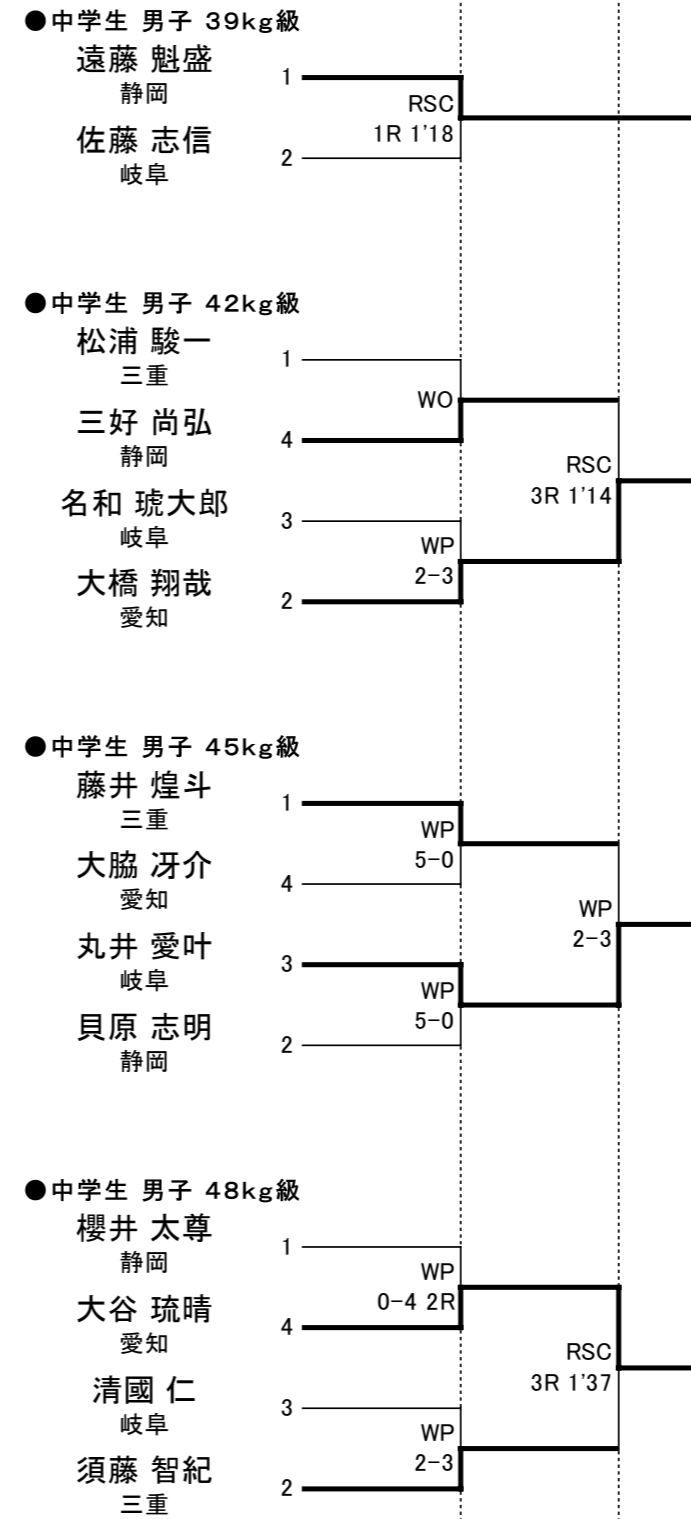 ●中学生 男子 39kg級
遠藤 魁盛
静岡
1
RSC
1R 1'18
佐藤 志信
岐阜
2
●中学生 男子 42kg級
松浦 駿一
三重
1
WO
三好 尚弘
静岡
4
RSC
3R 1'14
名和 琥大郎
岐阜
3
WP
2-3
大橋 翔哉
愛知
2
●中学生 男子 45kg級
藤井 煌斗
三重
1
WP
5-0
大脇 冴介
愛知
4
WP
2-3
丸井 愛叶
岐阜
3
WP
5-0
貝原 志明
静岡
2
●中学生 男子 48kg級
櫻井 太尊
静岡
1
WP
0-4 2R
大谷 琉晴
愛知
4
RSC
3R 1'37
清國 仁
岐阜
3
WP
2-3
須藤 智紀
三重
2